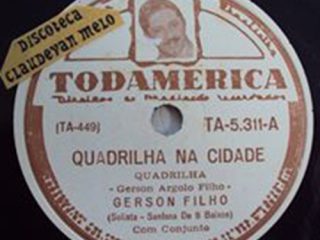 DISCOTECA
CLAUDEVAN MELO
TODAMERICA
(TA-449)
TA-5.311-A
QUADRILHA NA CIDADE
QUADRILHA
- Gerson Argolo Filho -
GERSON FILHO
(Solista - Sanfona De 8 Baixos)
Com Conjunto